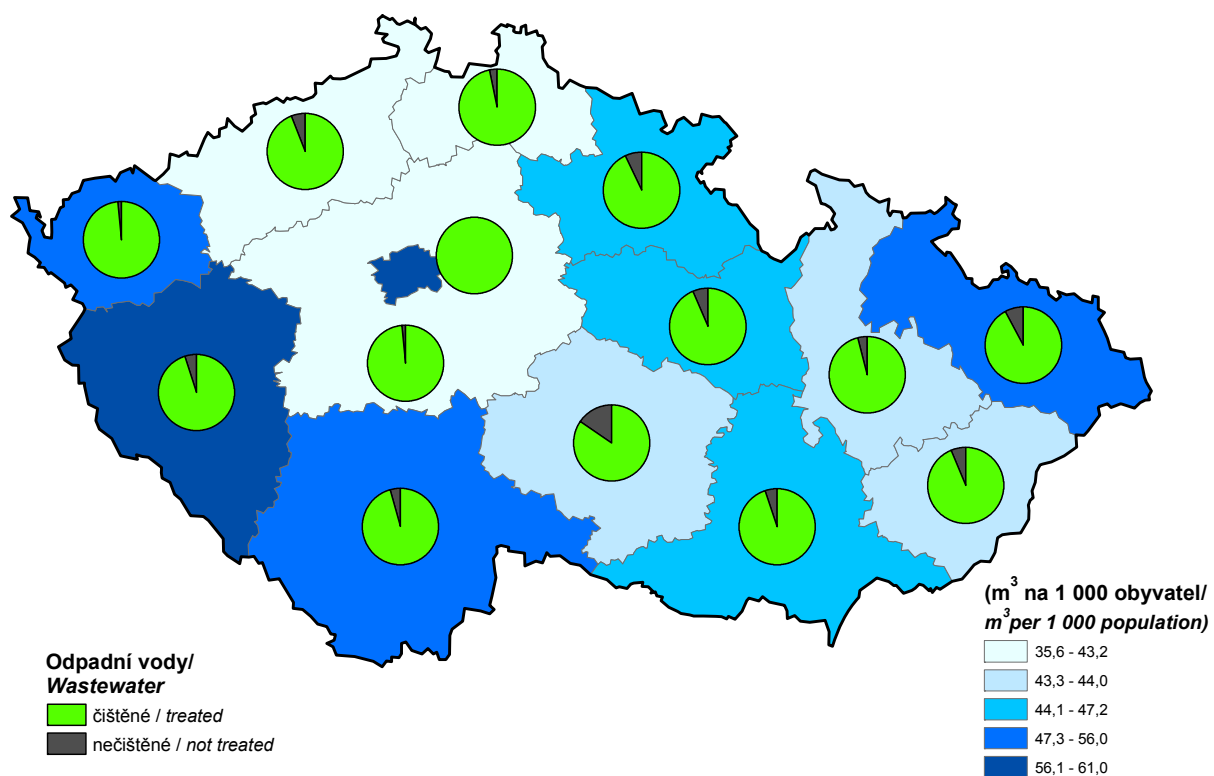 Odpadní vody/
Wastewater
čištěné / treated
nečištěné / not treated
(m³ na 1 000 obyvatel/
m³per 1 000 population)
35,6 - 43,2
43,3 - 44,0
44,1 - 47,2
47,3 - 56,0
56,1 - 61,0